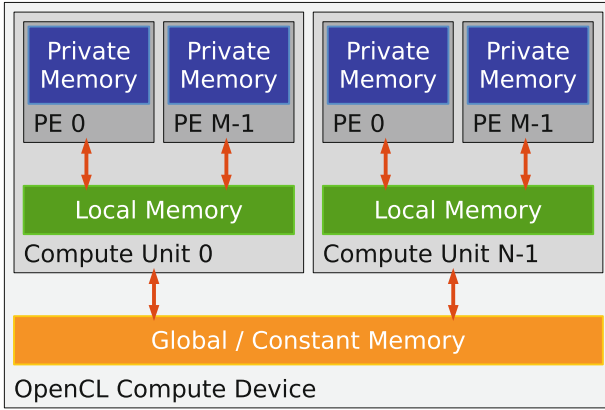 Private Memory
Private Memory
PE 0
PE M-1
Local Memory
Compute Unit 0
Private Memory
Private Memory
PE 0
PE M-1
Local Memory
Compute Unit N-1
Global / Constant Memory
OpenCL Compute Device